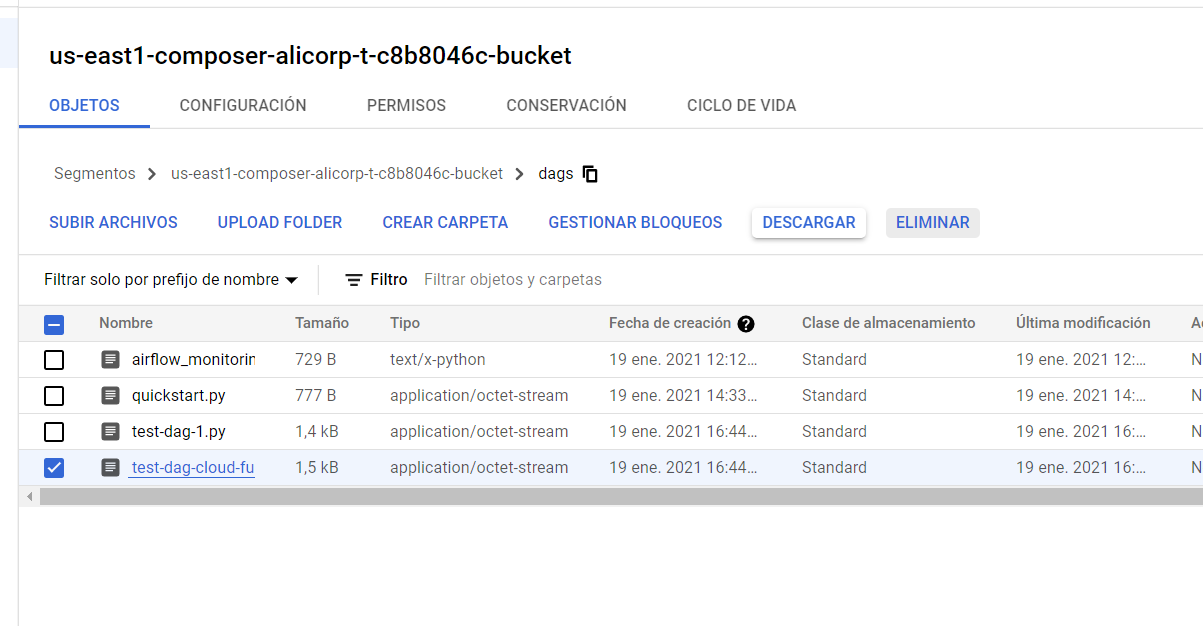 us-east1-composer-alicorp-t-c8b8046c-bucket
OBJETOS CONFIGURACIÓN PERMISOS CONSERVACIÓN CICLO DE VIDA
Segmentos > us-east1-composer-alicorp-t-c8b8046c-bucket > dags
SUBIR ARCHIVOS UPLOAD FOLDER CREAR CARPETA GESTIONAR BLOQUEOS DESCARGAR ELIMINAR
Filtrar solo por prefijo de nombre Filtro Filtrar objetos y carpetas
Nombre Tamaño Tipo Fecha de creación ? Clase de almacenamiento Última modificación
airflow_monitorin 729 B text/x-python 19 ene. 2021 12:12... Standard 19 ene. 2021 12:... N
quickstart.py 777 B application/octet-stream 19 ene. 2021 14:33... Standard 19 ene. 2021 14:... N
test-dag-1.py 1,4 kB application/octet-stream 19 ene. 2021 16:44... Standard 19 ene. 2021 16:... N
test-dag-cloud-fu 1,5 kB application/octet-stream 19 ene. 2021 16:44... Standard 19 ene. 2021 16:... N